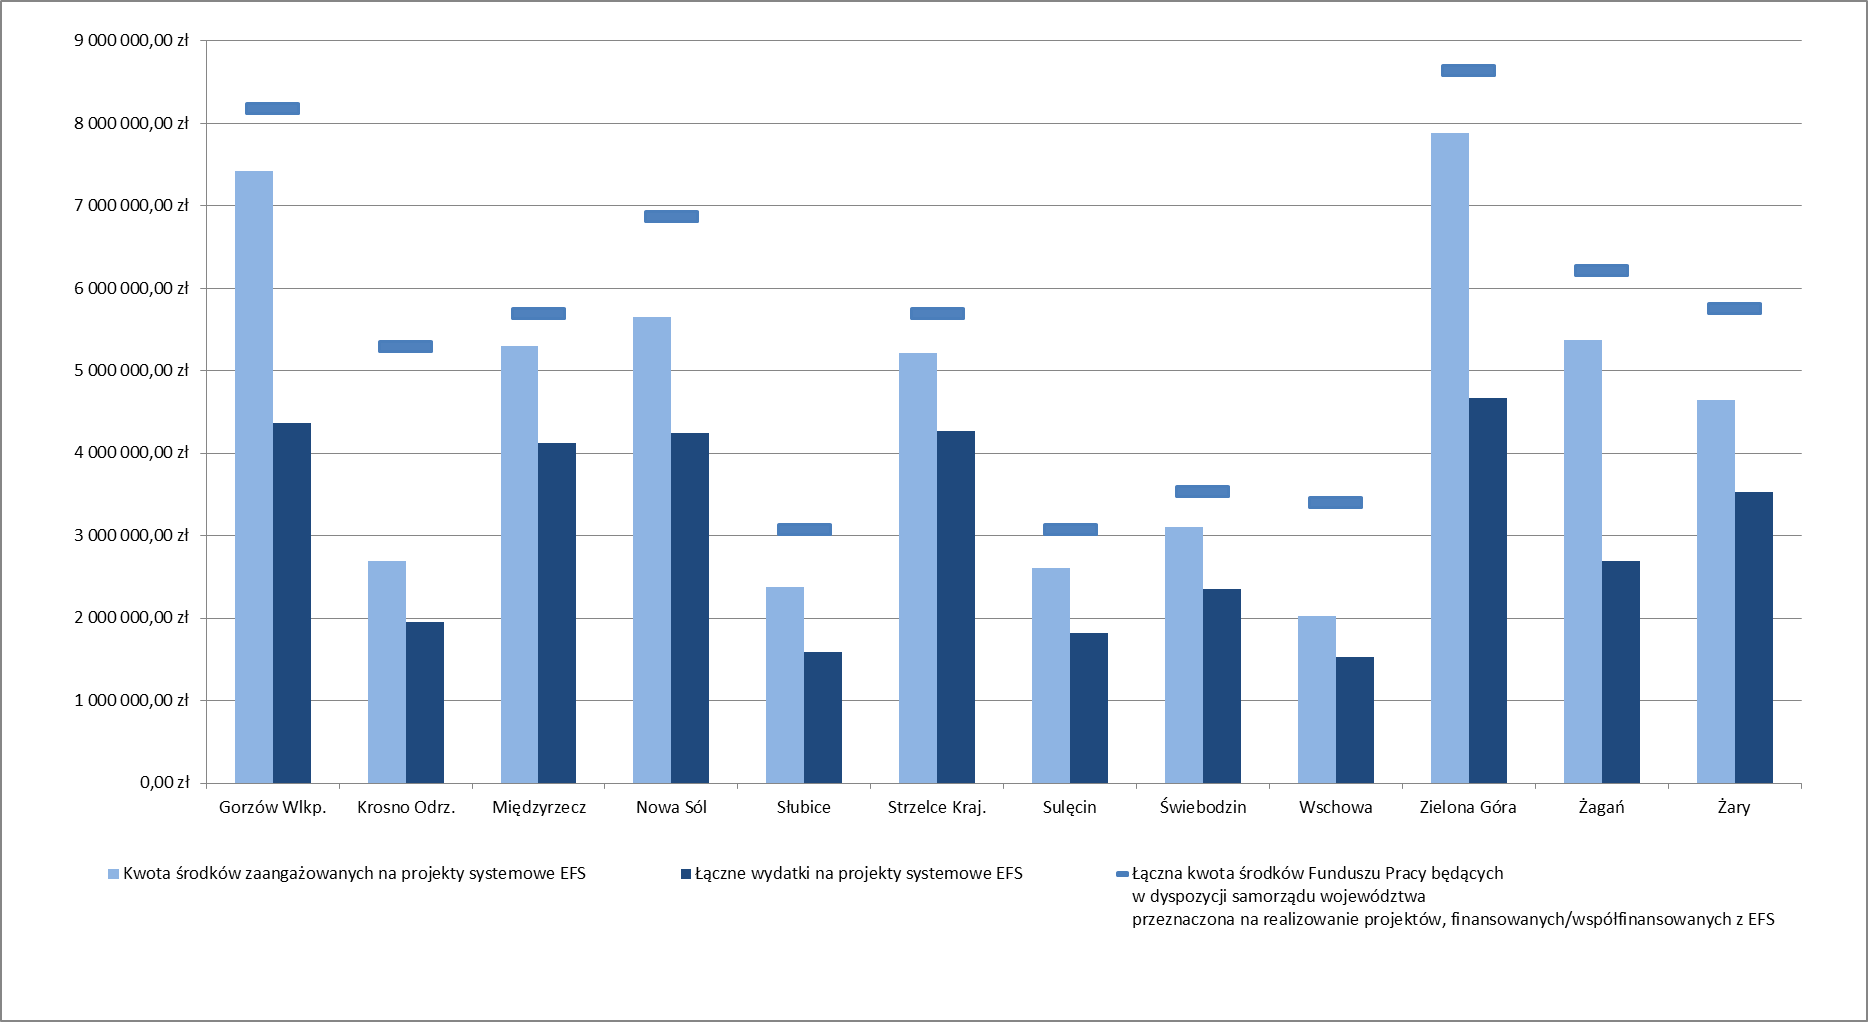 9 000 000,00 zł
8 000 000,00 zł
7 000 000,00 zł
6 000 000,00 zł
5 000 000,00 zł
4 000 000,00 zł
3 000 000,00 zł
2 000 000,00 zł
1 000 000,00 zł
0,00 zł
Gorzów Wlkp. Krosno Odrz. Międzyrzecz Nowa Sól Słubice Strzelce Kraj. Sulęcin Świebodzin Wschowa Zielona Góra Żagań Żary
Kwota środków zaangażowanych na projekty systemowe EFS
Łączne wydatki na projekty systemowe EFS
Łączna kwota środków Funduszu Pracy będących
w dyspozycji samorządu województwa
przeznaczona na realizowanie projektów, finansowanych/współfinansowanych z EFS